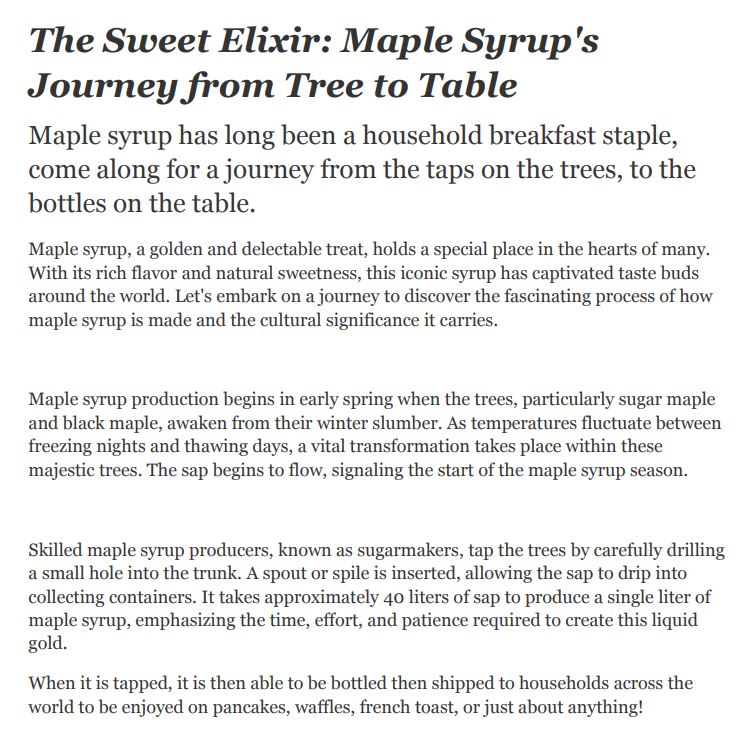 The Sweet Elixir: Maple Syrup's
Journey from Tree to Table
Maple syrup has long been a household breakfast staple,
come along for a journey from the taps on the trees, to the
bottles on the table.
Maple syrup, a golden and delectable treat, holds a special place in the hearts of many.
With its rich flavor and natural sweetness, this iconic syrup has captivated taste buds
around the world. Let's embark on a journey to discover the fascinating process of how
maple syrup is made and the cultural significance it carries.
Maple syrup production begins in early spring when the trees, particularly sugar maple
and black maple, awaken from their winter slumber. As temperatures fluctuate between
freezing nights and thawing days, a vital transformation takes place within these
majestic trees. The sap begins to flow, signaling the start of the maple syrup season.
Skilled maple syrup producers, known as sugarmakers, tap the trees by carefully drilling
a small hole into the trunk. A spout or spile is inserted, allowing the sap to drip into
collecting containers. It takes approximately 40 liters of sap to produce a single liter of
maple syrup, emphasizing the time, effort, and patience required to create this liquid
gold.
When it is tapped, it is then able to be bottled then shipped to households across the
world to be enjoyed on pancakes, waffles, french toast, or just about anything!